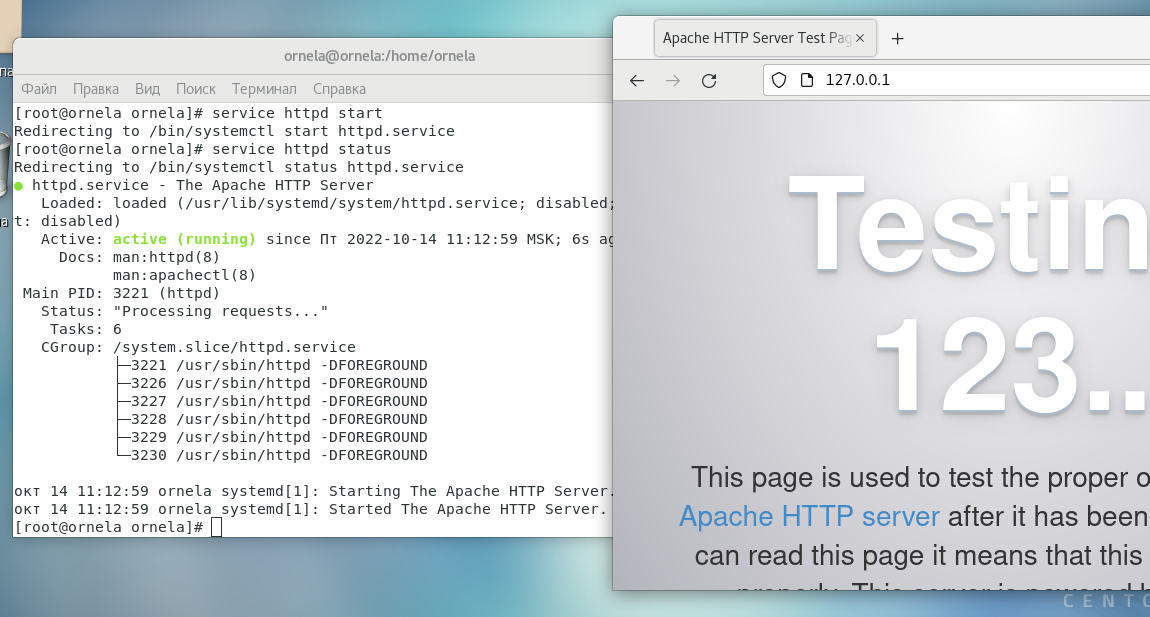 ornela@ornela:/home/ornela
Файл Правка Вид Поиск Терминал Справка
[root@ornela ornela]# service httpd start
Redirecting to /bin/systemctl start httpd.service
[root@ornela ornela]# service httpd status
Redirecting to /bin/systemctl status httpd.service
● httpd.service - The Apache HTTP Server
Loaded: loaded (/usr/lib/systemd/system/httpd.service; disabled;
t: disabled)
Active: active (running) since Пт 2022-10-14 11:12:59 MSK; 6s ag
Docs: man:httpd(8)
man:apachectl(8)
Main PID: 3221 (httpd)
Status: "Processing requests..."
Tasks: 6
CGroup: /system.slice/httpd.service
├─3221 /usr/sbin/httpd -DFOREGROUND
├─3226 /usr/sbin/httpd -DFOREGROUND
├─3227 /usr/sbin/httpd -DFOREGROUND
├─3228 /usr/sbin/httpd -DFOREGROUND
├─3229 /usr/sbin/httpd -DFOREGROUND
└─3230 /usr/sbin/httpd -DFOREGROUND
окт 14 11:12:59 ornela systemd[1]: Starting The Apache HTTP Server.
окт 14 11:12:59 ornela systemd[1]: Started The Apache HTTP Server.
[root@ornela ornela]#
Apache HTTP Server Test Pag
127.0.0.1
Testin
123..
This page is used to test the proper o
Apache HTTP server after it has been
can read this page it means that this
properly. This server is powered b
CENTO